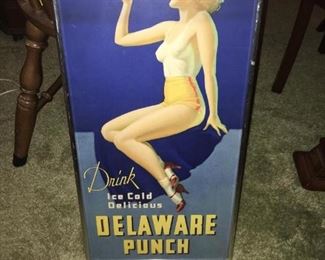 Drink
Ice Cold
Delicious
DELAWARE
PUNCH